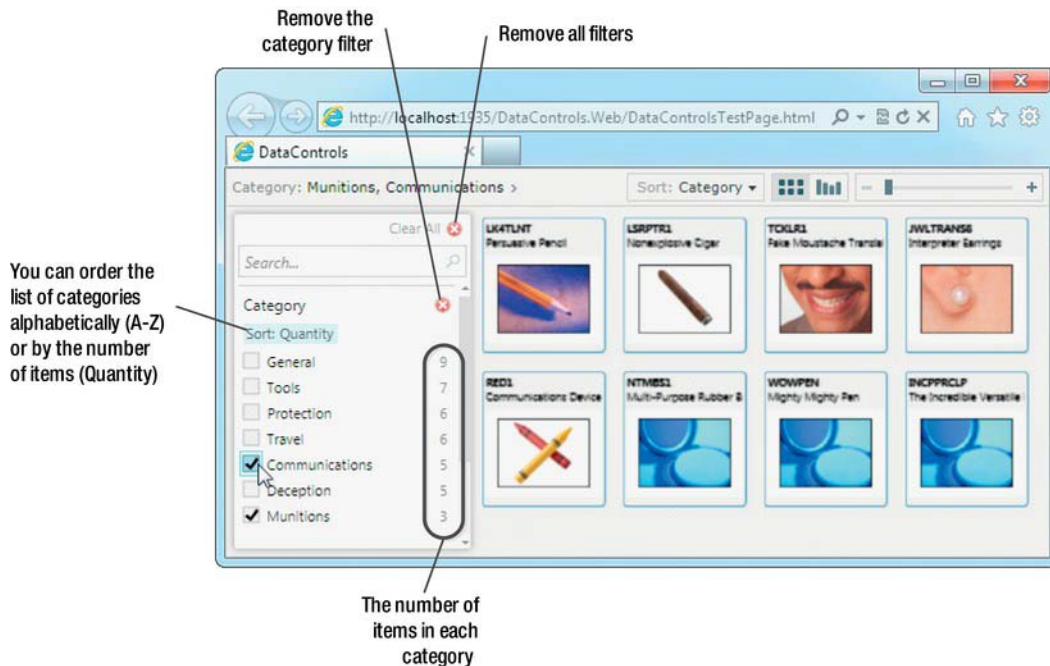 Remove the
category filter
Remove all filters
http://localhost:1935/DataControls.Web/DataControlsTestPage.html
DataControls
Category: Munitions, Communications >
Sort: Category
Clear All
Search...
Category
Sort: Quantity
General 9
Tools 7
Protection 6
Travel 6
Communications 5
Deception 5
Munitions 3
You can order the
list of categories
alphabetically (A-Z)
or by the number
of items (Quantity)
LK4TLNT
Persuasive Pencil
LSRPTR1
Nonexplosive Cigar
TCKLR1
Fake Moustache Translat
JWLTRANS6
Interpreter Earrings
RED1
Communications Device
NTMBS1
Multi-Purpose Rubber B
WOWPEN
Mighty Mighty Pen
INCPPRCLP
The Incredible Versatile
The number of
items in each
category